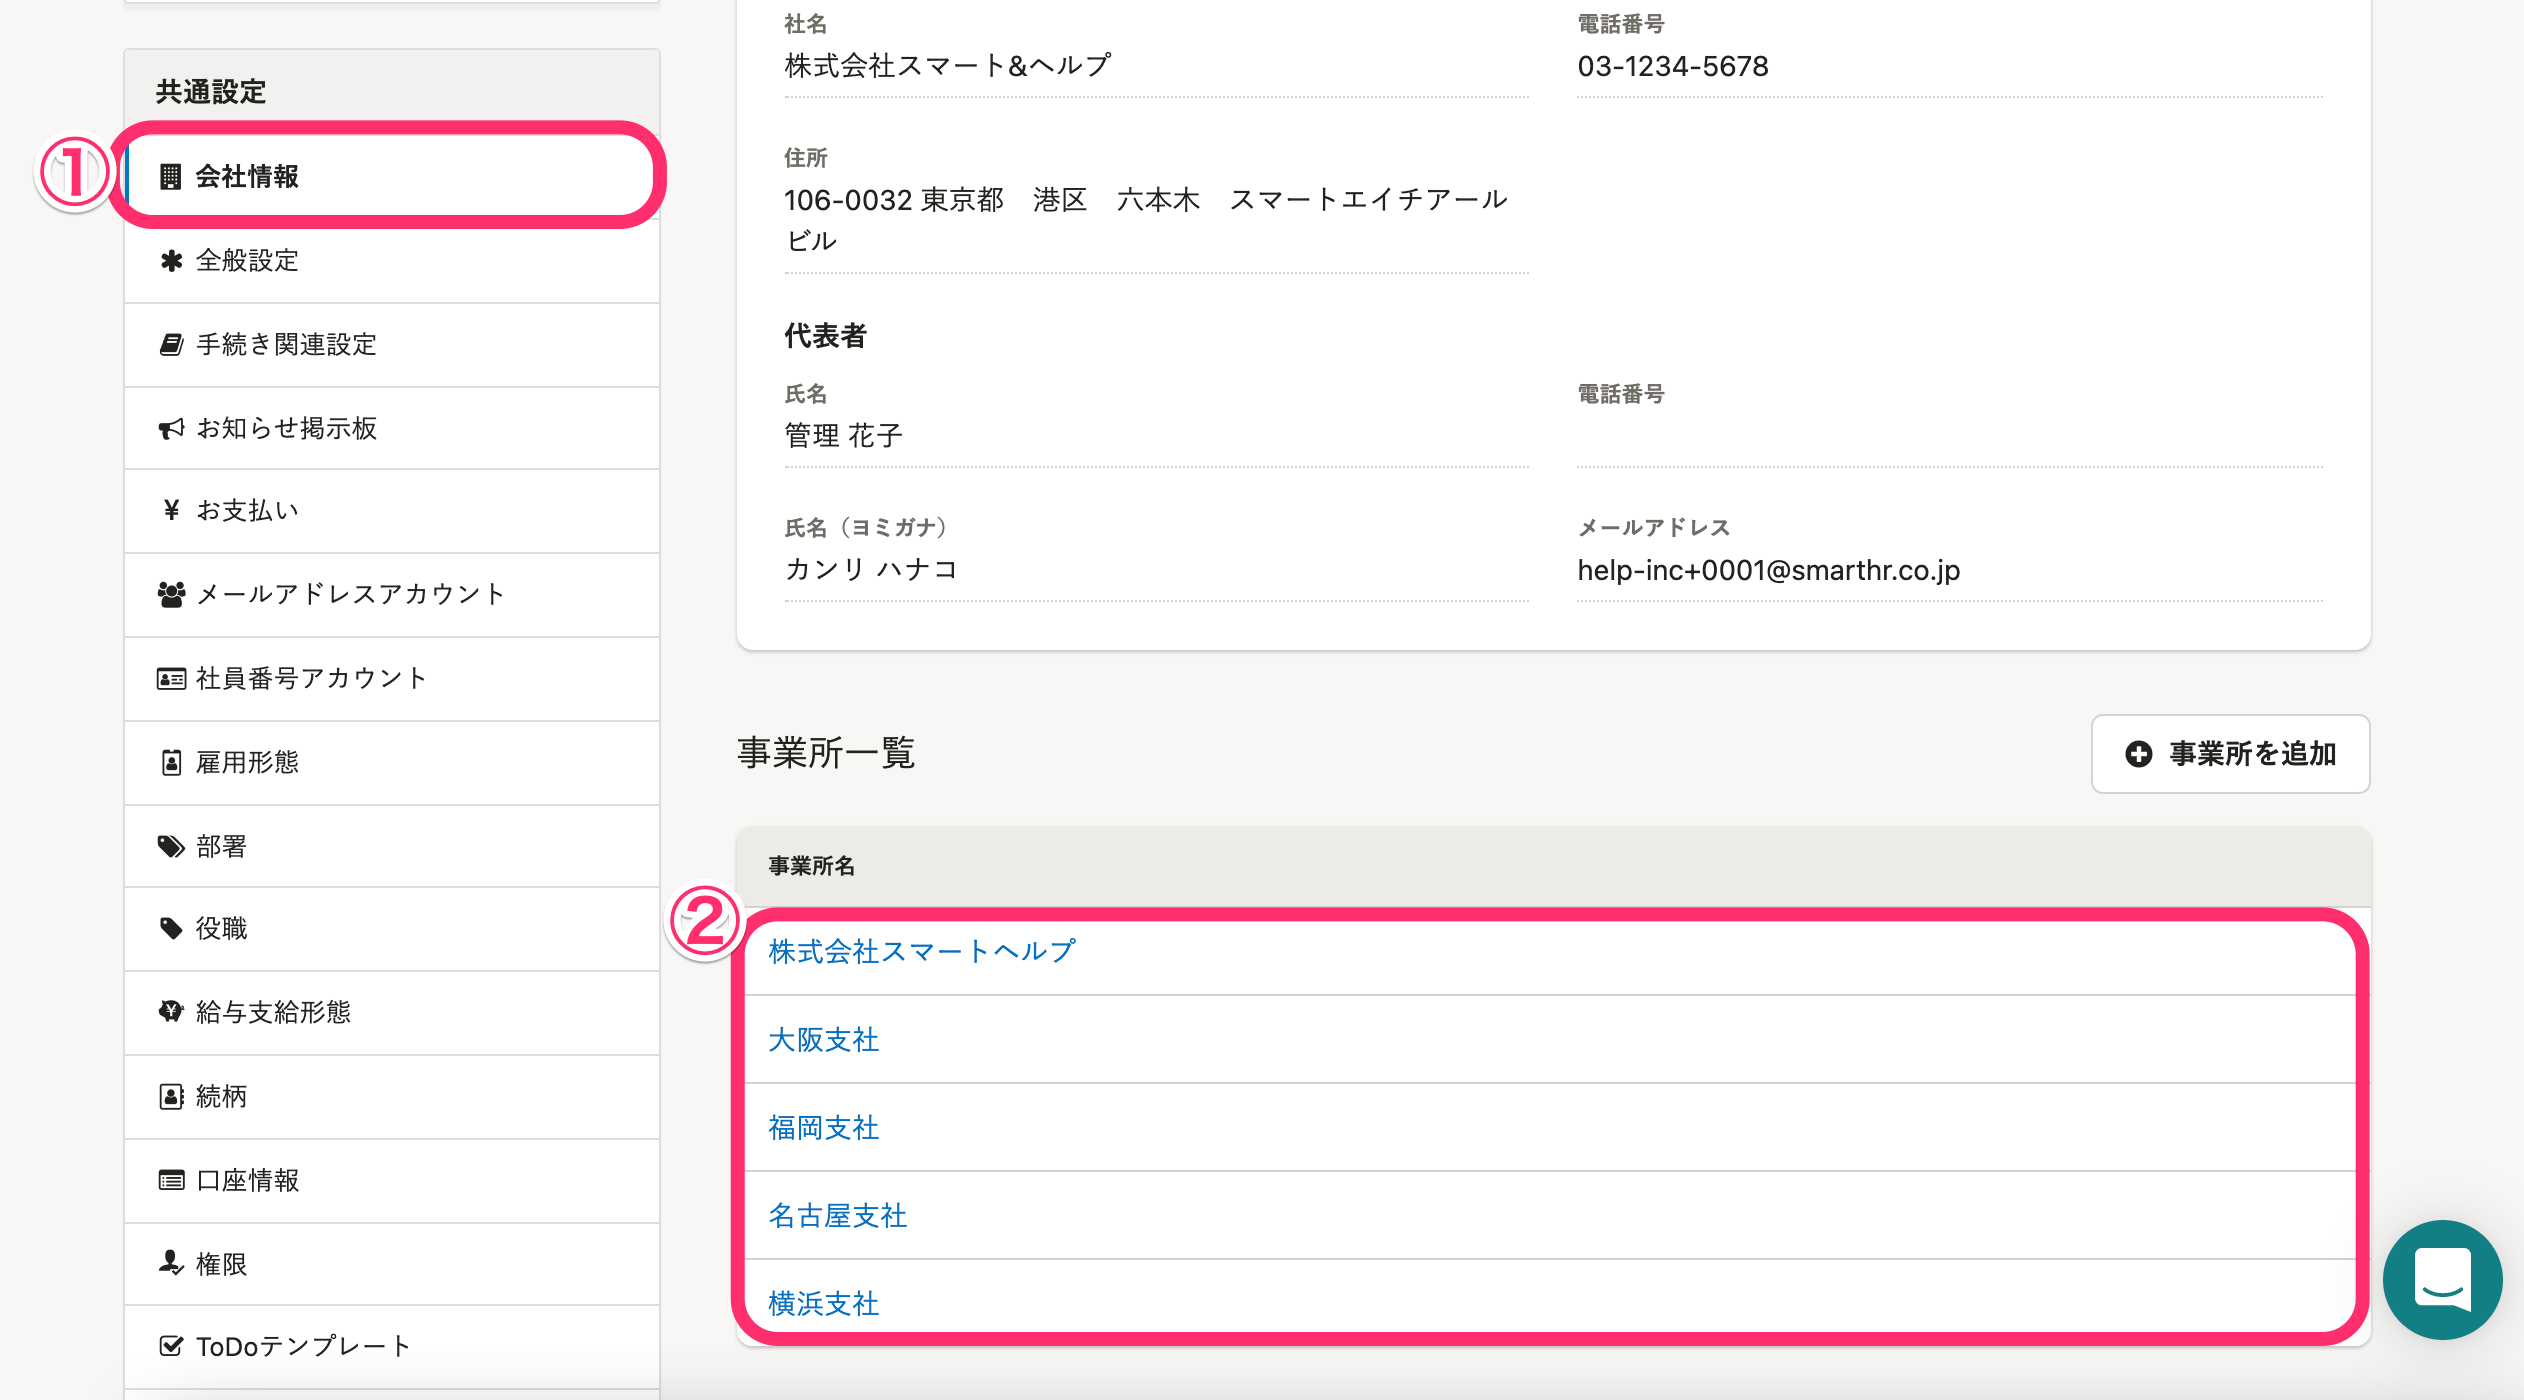 共通設定
①
会社情報
全般設定
手続き関連設定
お知らせ掲示板
¥ お支払い
メールアドレスアカウント
社員番号アカウント
雇用形態
部署
役職
給与支給形態
続柄
口座情報
権限
ToDoテンプレート
社名
株式会社スマート&ヘルプ
電話番号
03-1234-5678
住所
106-0032 東京都　港区　六本木　スマートエイチアール
ビル
代表者
氏名
管理 花子
電話番号
氏名（ヨミガナ）
カンリ ハナコ
メールアドレス
help-inc+0001@smarthr.co.jp
事業所一覧
事業所を追加
事業所名
②
株式会社スマートヘルプ
大阪支社
福岡支社
名古屋支社
横浜支社